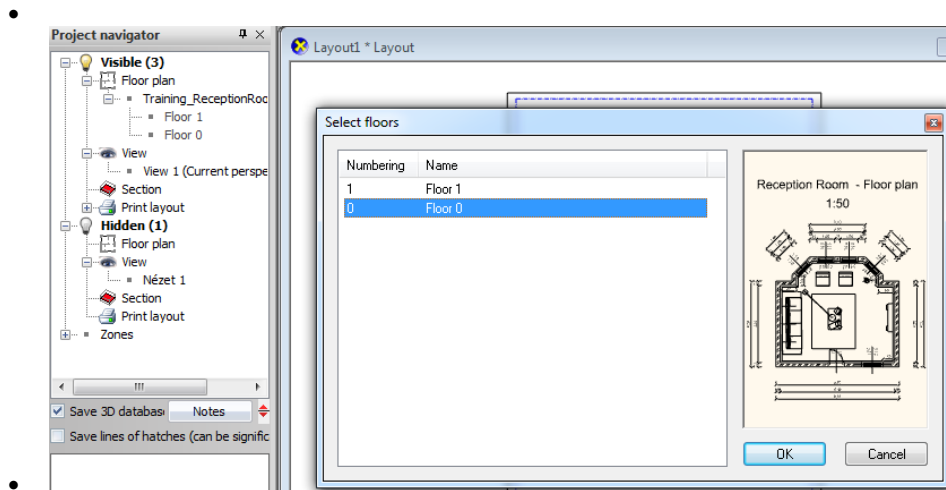 Project navigator
Visible (3)
Floor plan
Training_ReceptionRoc
Floor 1
Floor 0
View
View 1 (Current perspe
Section
Print layout
Hidden (1)
Floor plan
View
Nézet 1
Section
Print layout
Zones
Save 3D databas
Notes
Save lines of hatches (can be signific
Layout1 * Layout
Select floors
Numbering Name
1 Floor 1
0 Floor 0
Reception Room - Floor plan
1:50
OK
Cancel